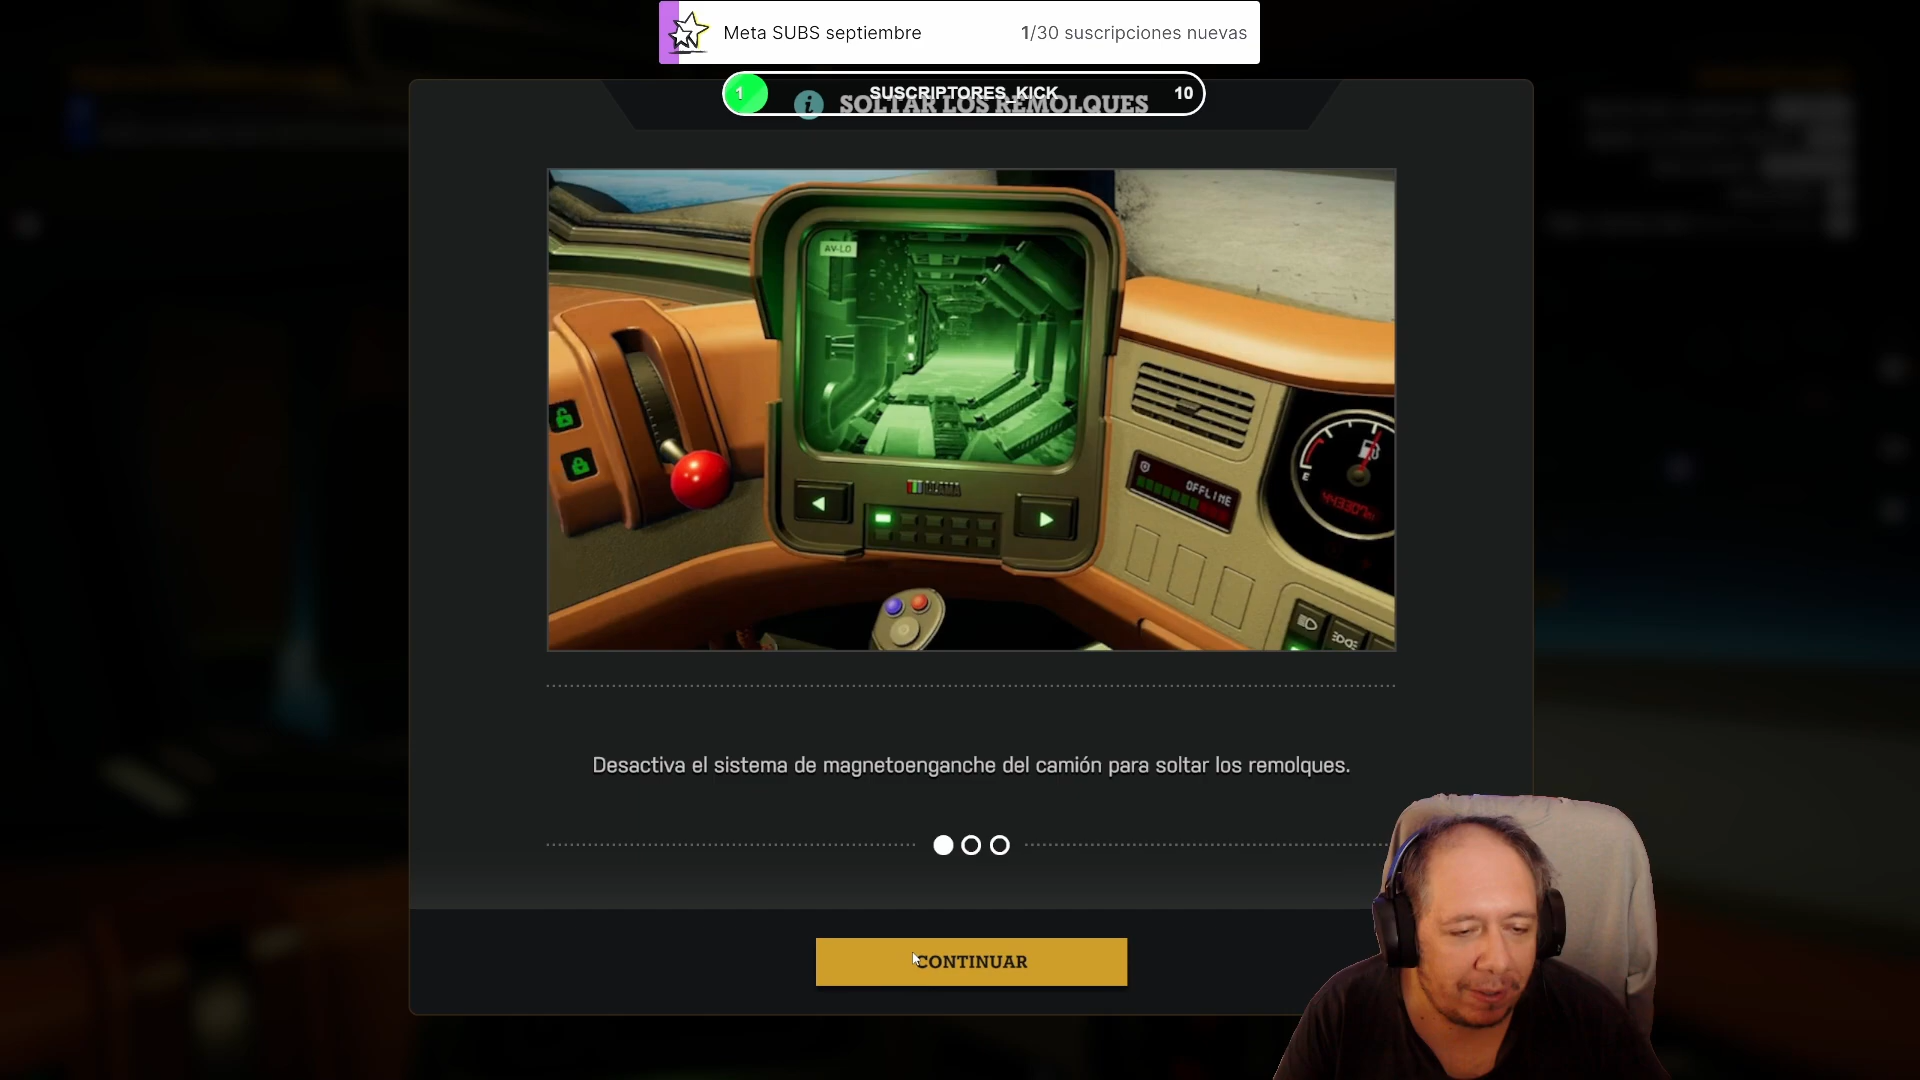 Meta SUBS septiembre
1/30 suscripciones nuevas
1
SUSCRIPTORES_KICK
10
i
SOLTAR LOS REMOLQUES
AV-LO
LLAMA
OFFLINE
E
Desactiva el sistema de magnetoenganche del camión para soltar los remolques.
CONTINUAR